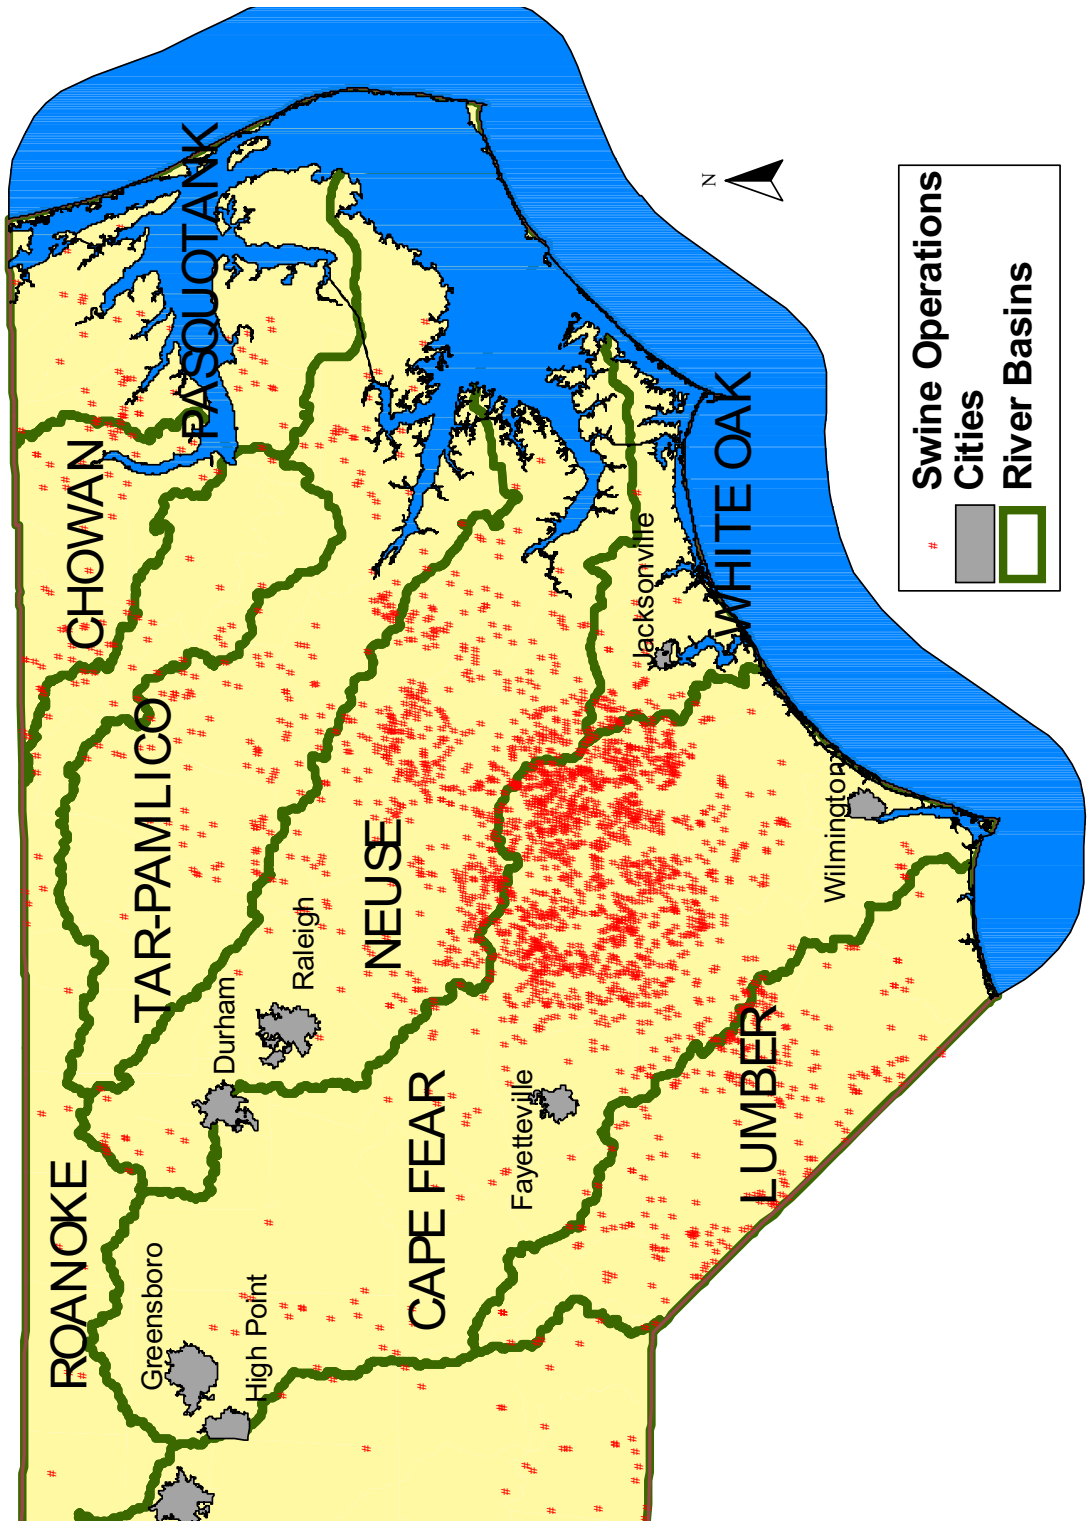 ROANOKE
CHOWAN
PASQUOTANK
TAR-PAMLICO
Greensboro
High Point
Durham
Raleigh
NEUSE
CAPE FEAR
Fayetteville
Jacksonville
WHITE OAK
LUMBER
Wilmington
N
Swine Operations
Cities
River Basins